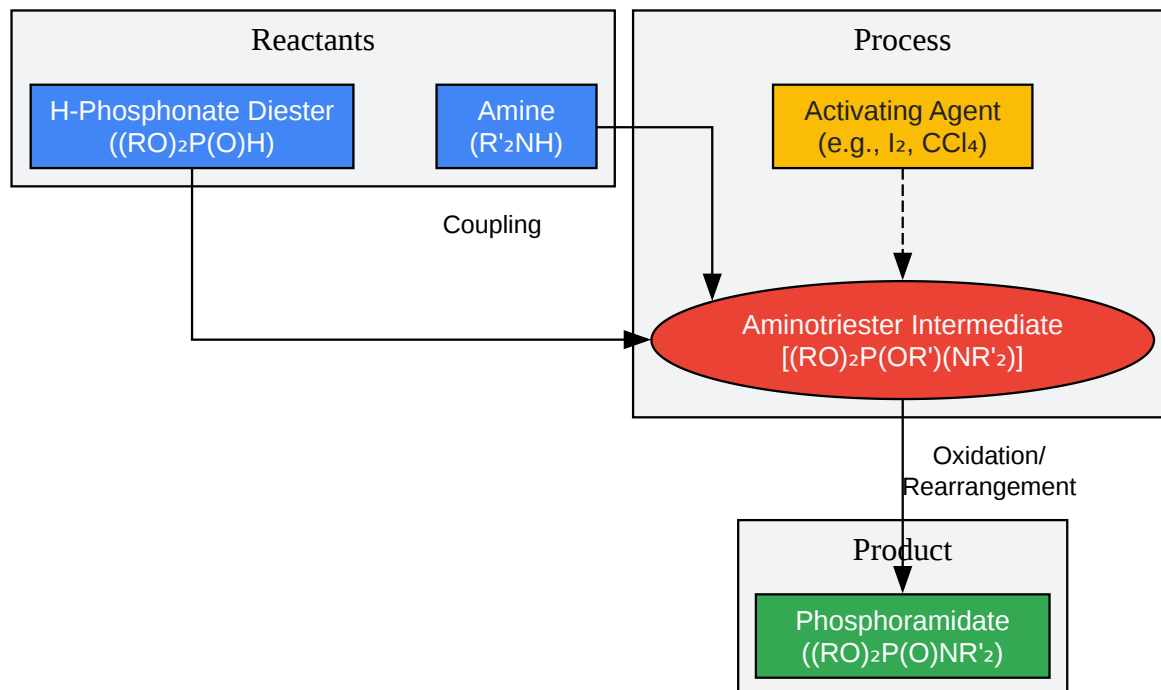 Reactants
H-Phosphonate Diester
((RO)₂P(O)H)
Amine
(R'₂NH)
Coupling
Process
Activating Agent
(e.g., I₂, CCl₄)
Aminotriester Intermediate
[(RO)₂P(OR')(NR'₂)]
Oxidation/
Rearrangement
Product
Phosphoramidate
((RO)₂P(O)NR'₂)